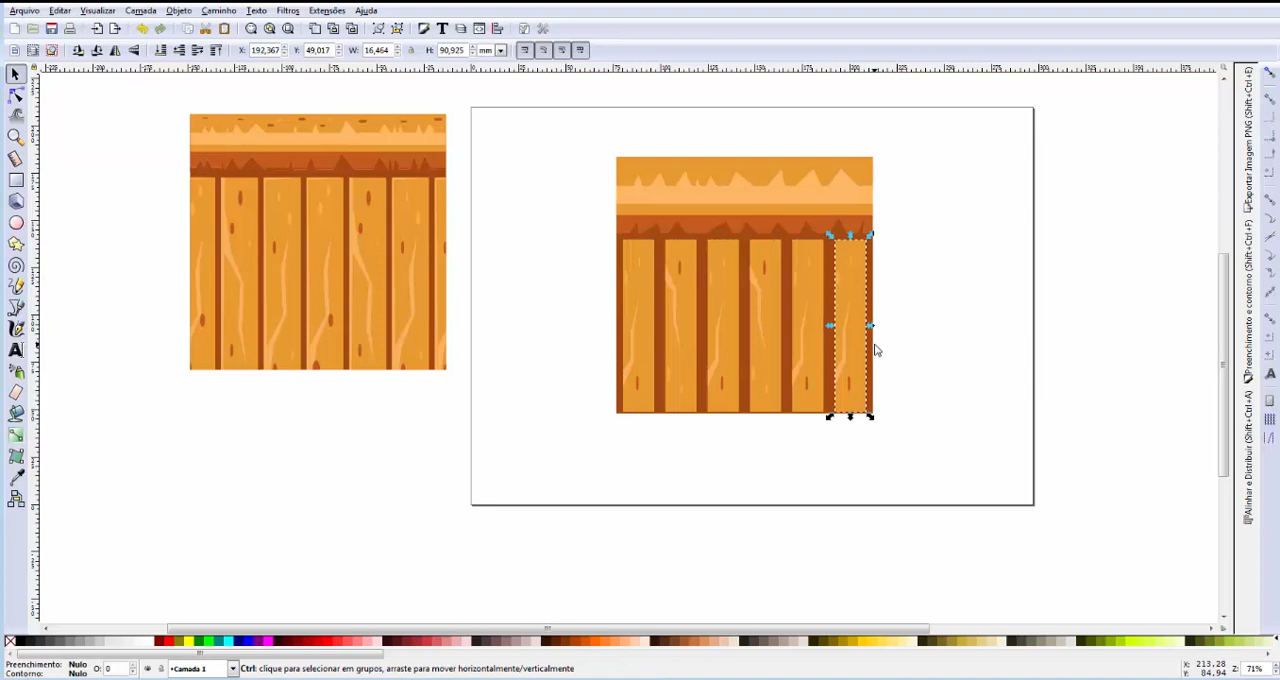 Arquivo Editar Visualizar Camada Objeto Caminho Texto Filtros Extensões Ajuda
X: 192,367 Y: 49,017 W: 16,464 H: 90,925 mm
Exportar Imagem PNG (Shift+Ctrl+E)
Preenchimento e contorno (Shift+Ctrl+F)
Alinhar e Distribuir (Shift+Ctrl+A)
Preenchimento: Nulo
Contorno: Nulo
O: 0
•Camada 1
Ctrl: clique para selecionar em grupos, arraste para mover horizontalmente/verticalmente
X: 213,28
Y: 84,94
Z: 71%